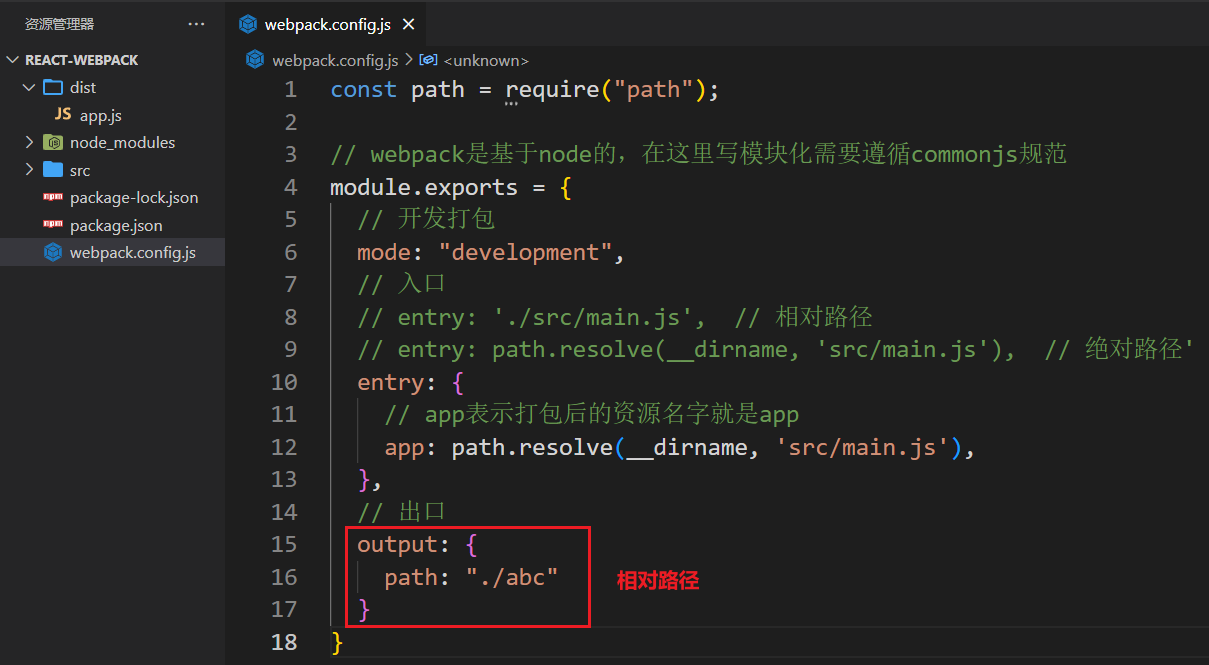 资源管理器 ···
REACT-WEBPACK
dist
JS app.js
node_modules
src
npm package-lock.json
npm package.json
webpack.config.js
webpack.config.js ×
webpack.config.js > <unknown>
1 const path = require("path");
2
3 // webpack是基于node的，在这里写模块化需要遵循commonjs规范
4 module.exports = {
5 // 开发打包
6 mode: "development",
7 // 入口
8 // entry: './src/main.js', // 相对路径
9 // entry: path.resolve(__dirname, 'src/main.js'), // 绝对路径'
10 entry: {
11 // app表示打包后的资源名字就是app
12 app: path.resolve(__dirname, 'src/main.js'),
13 },
14 // 出口
15 output: {
16 path: "./abc" 相对路径
17 }
18 }